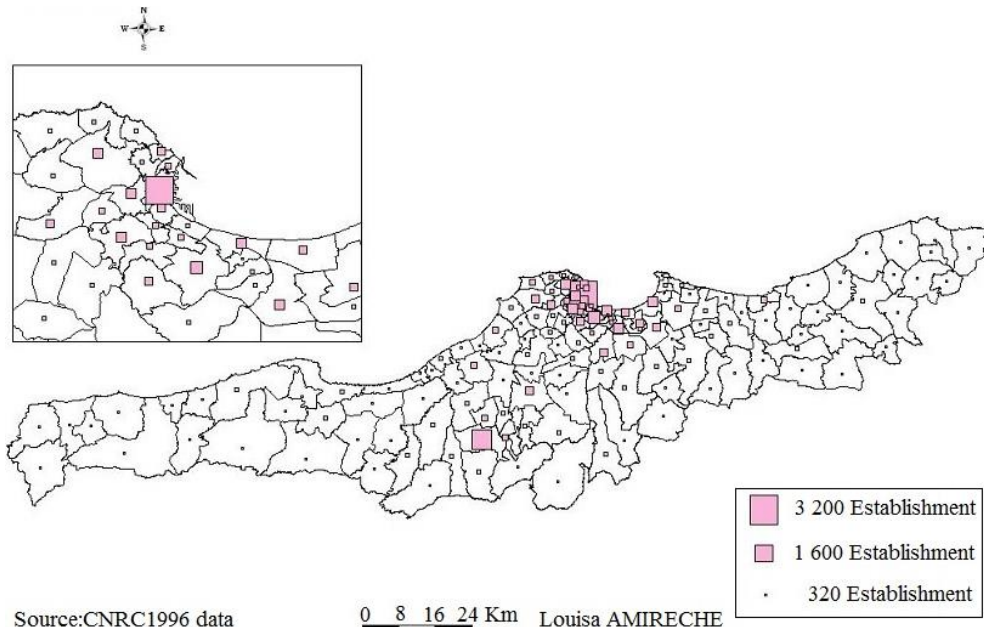 N
W E
S
3 200 Establishment
1 600 Establishment
320 Establishment
Source:CNRC1996 data
0 8 16 24 Km
Louisa AMIRECHE